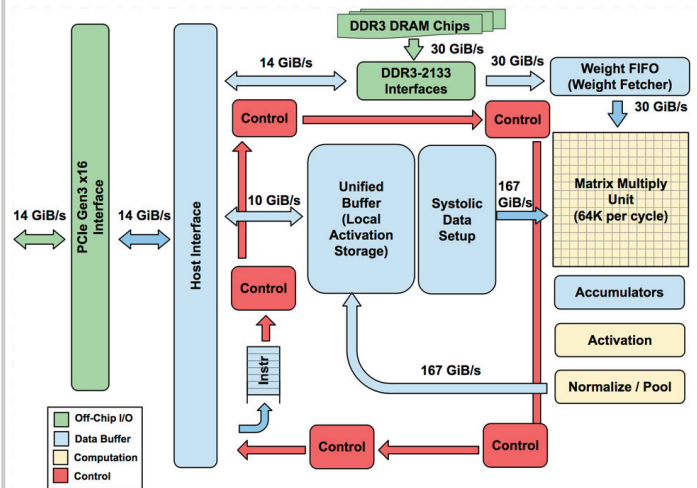 DDR3 DRAM Chips
30 GiB/s
14 GiB/s
DDR3-2133
Interfaces
30 GiB/s
Weight FIFO
(Weight Fetcher)
30 GiB/s
Control
Control
Matrix Multiply
Unit
(64K per cycle)
PCIe Gen3 x16
Interface
14 GiB/s
14 GiB/s
Host Interface
10 GiB/s
Unified
Buffer
(Local
Activation
Storage)
Systolic
Data
Setup
167
GiB/s
Control
Accumulators
Activation
Normalize / Pool
Instr
167 GiB/s
Control
Control
Off-Chip I/O
Data Buffer
Computation
Control